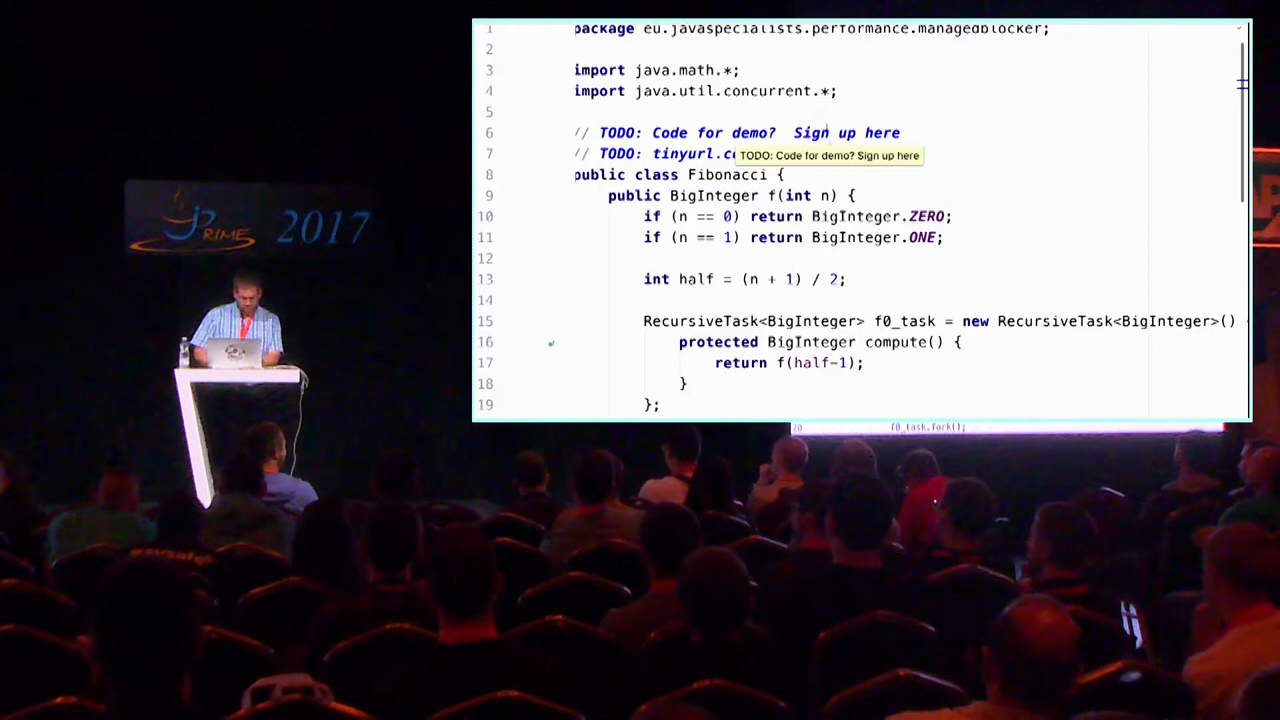 JPRIME 2017
1 package eu.javaspecialists.performance.managedblocker;
2
3 import java.math.*;
4 import java.util.concurrent.*;
5
6 // TODO: Code for demo?  Sign up here
7 // TODO: tinyurl.c
TODO: Code for demo? Sign up here
8 public class Fibonacci {
9 public BigInteger f(int n) {
10 if (n == 0) return BigInteger.ZERO;
11 if (n == 1) return BigInteger.ONE;
12
13 int half = (n + 1) / 2;
14
15 RecursiveTask<BigInteger> f0_task = new RecursiveTask<BigInteger>()
16 protected BigInteger compute() {
17 return f(half-1);
18 }
19 };
20 f0_task.fork();